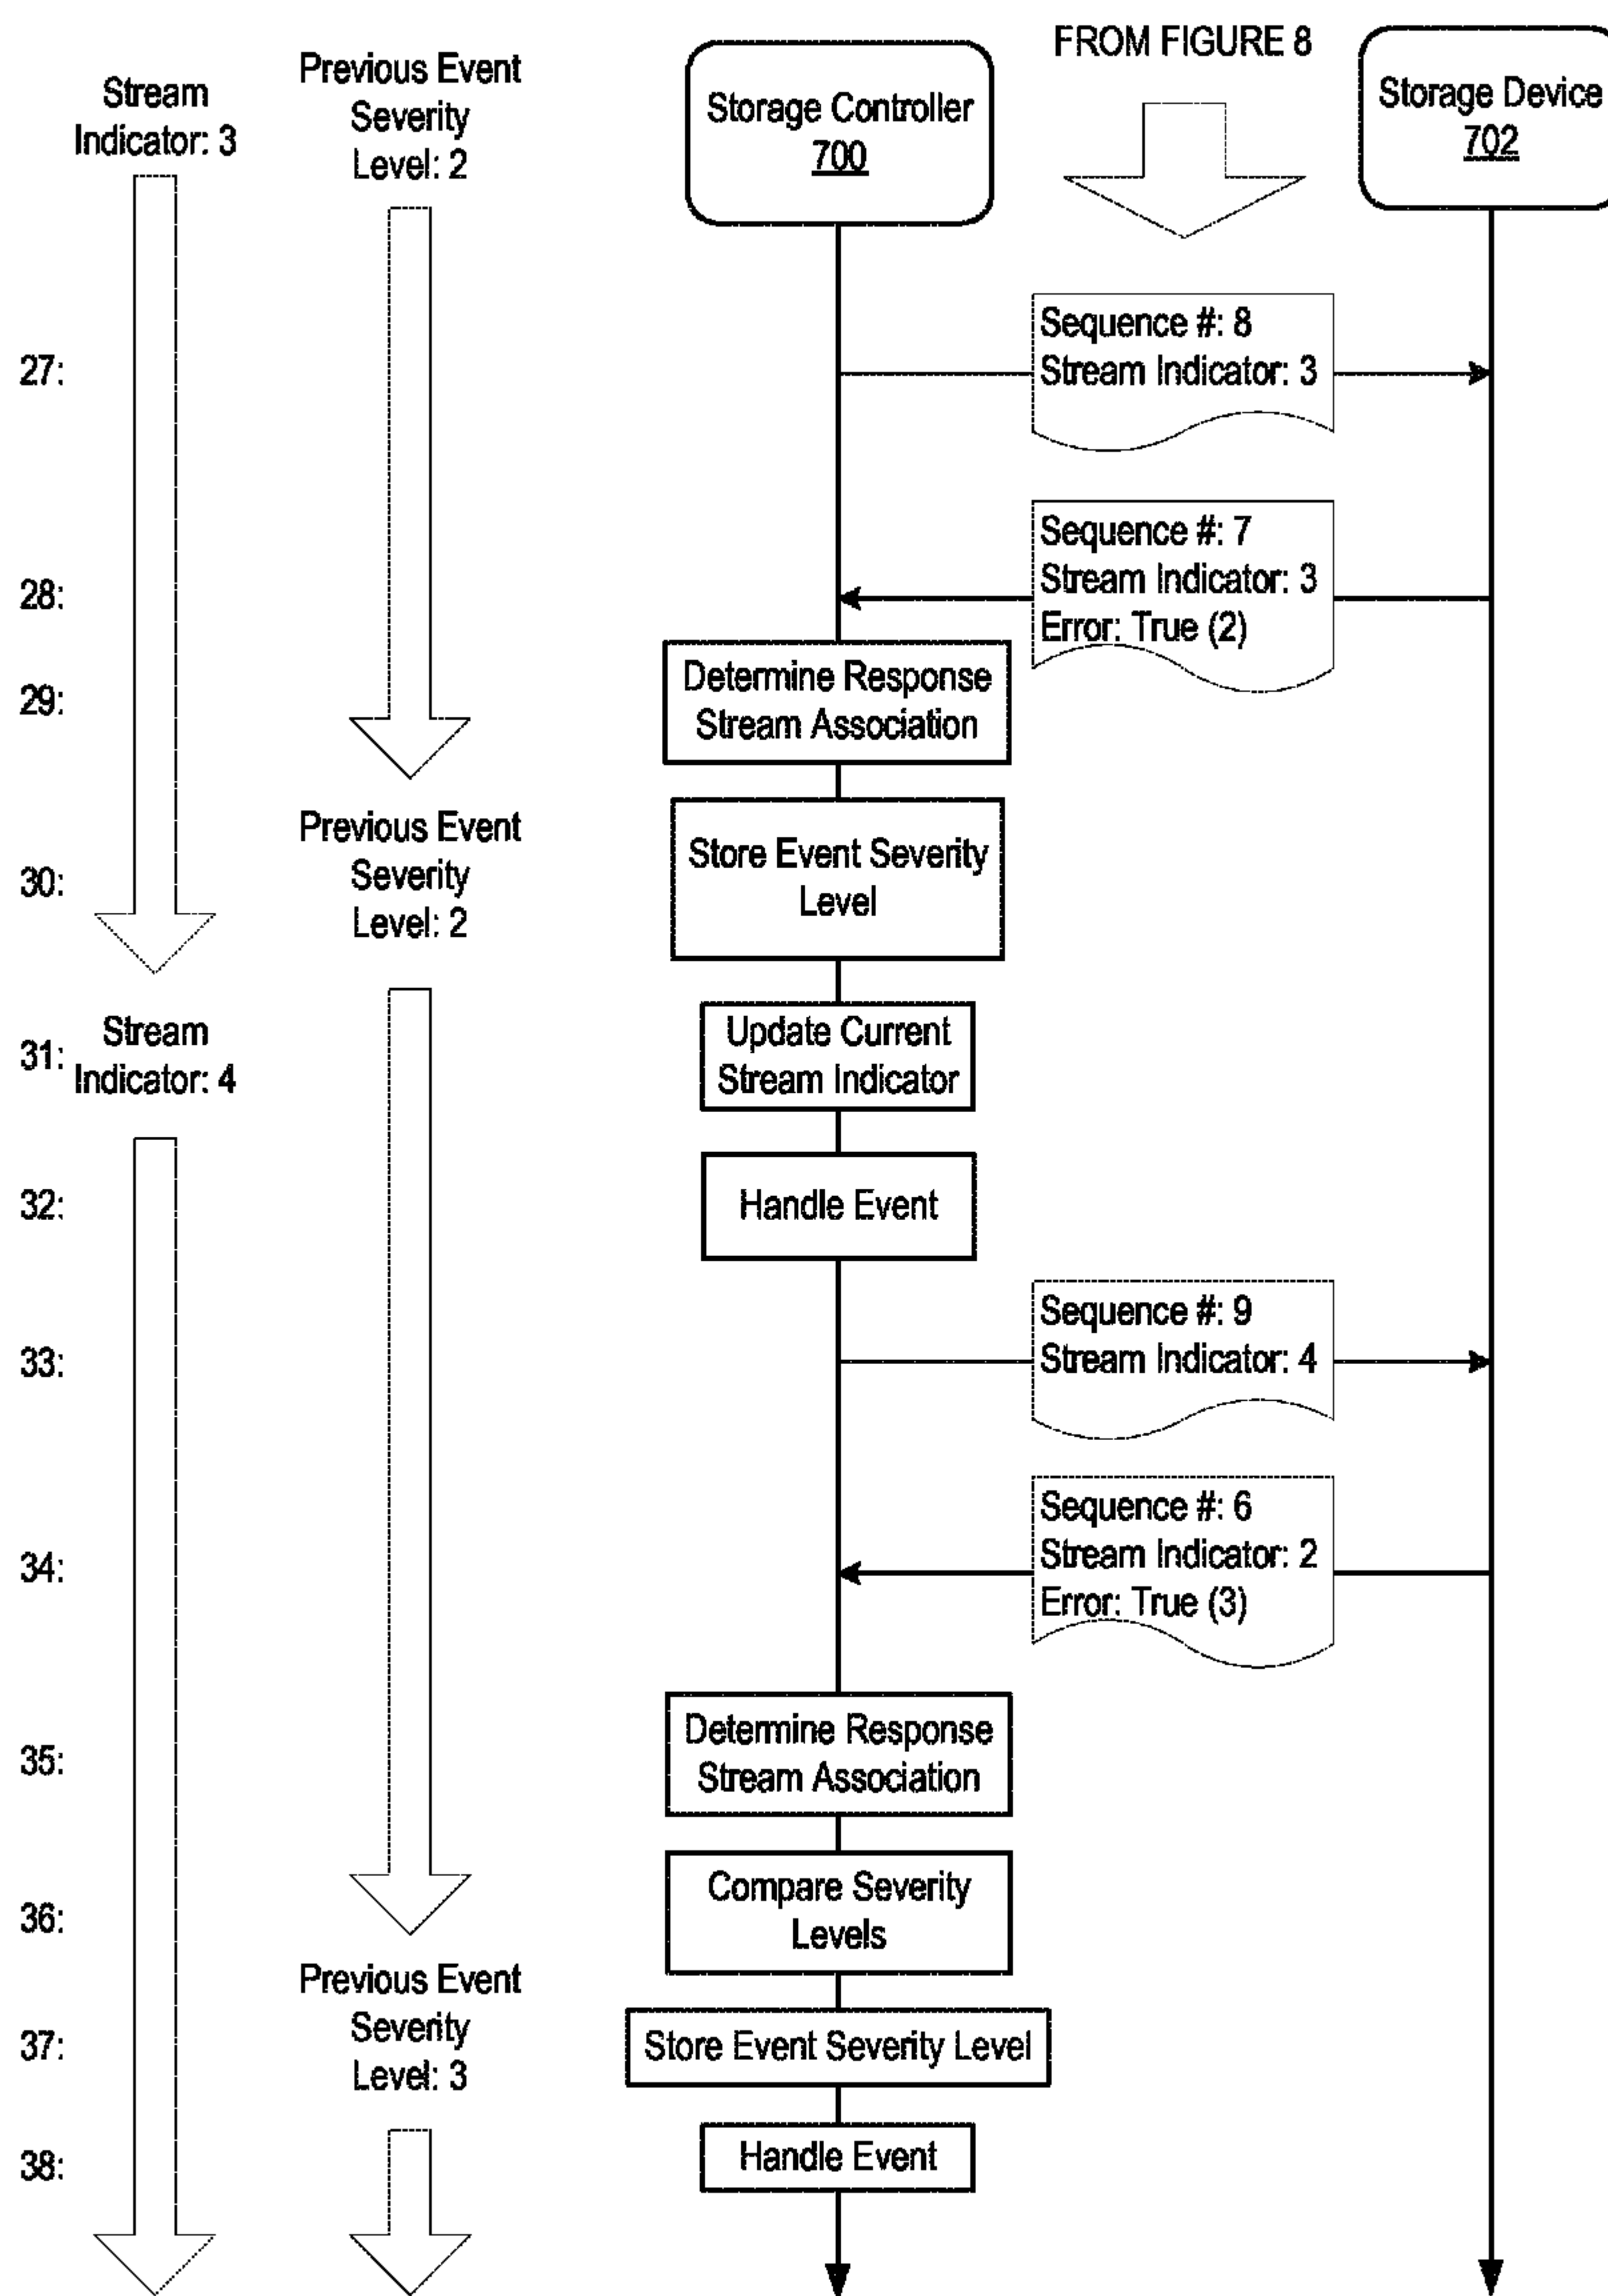 FROM FIGURE 8
Stream
Indicator: 3
Previous Event
Severity
Level: 2
Storage Controller
700
Storage Device
702
27:
Sequence #: 8
Stream Indicator: 3
28:
Sequence #: 7
Stream Indicator: 3
Error: True (2)
29:
Determine Response
Stream Association
30:
Previous Event
Severity
Level: 2
Store Event Severity
Level
31:
Stream
Indicator: 4
Update Current
Stream Indicator
32:
Handle Event
33:
Sequence #: 9
Stream Indicator: 4
34:
Sequence #: 6
Stream Indicator: 2
Error: True (3)
35:
Determine Response
Stream Association
36:
Compare Severity
Levels
37:
Previous Event
Severity
Level: 3
Store Event Severity Level
38:
Handle Event